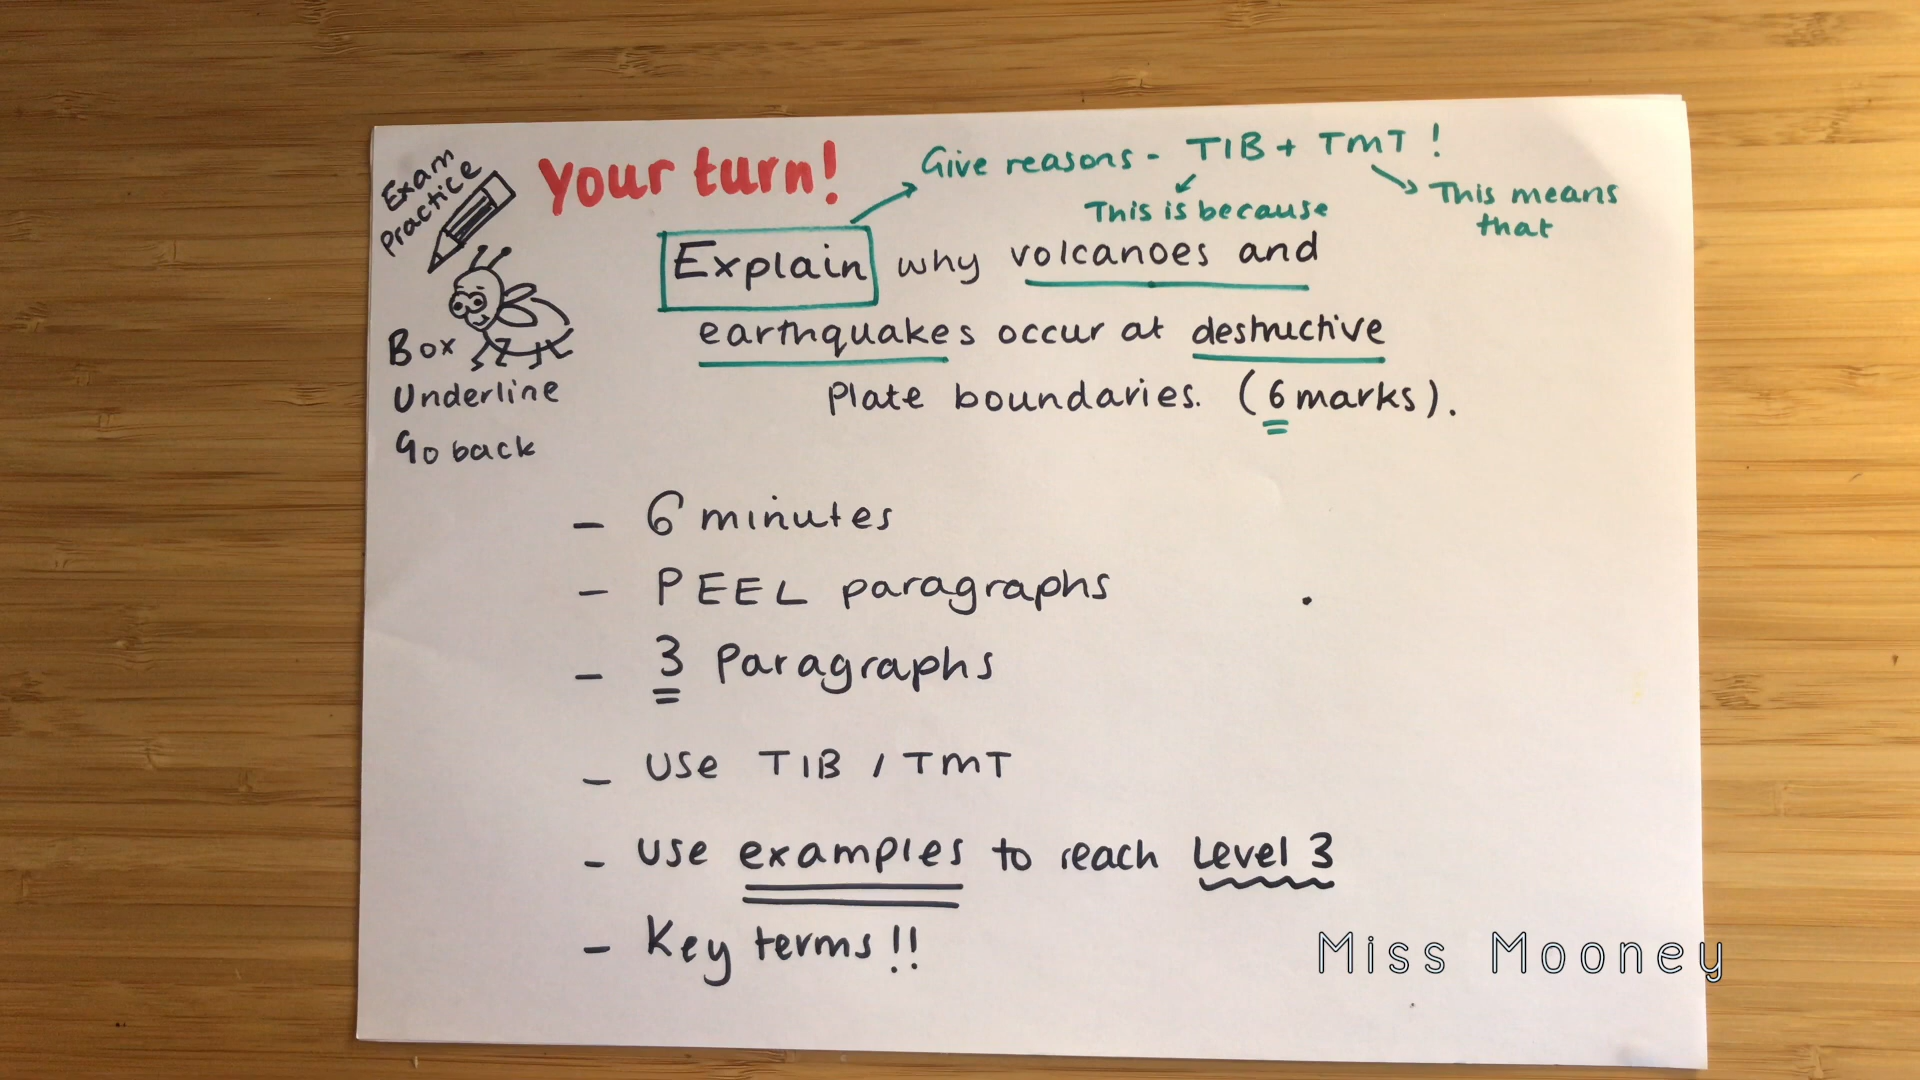 Exam
Practice
Your turn!
Give reasons - TIB + TMT !
This is because
This means
that
Explain why volcanoes and
earthquakes occur at destructive
Plate boundaries. (6 marks).
Box
Underline
Go back
- 6 minutes
- PEEL paragraphs
- 3 Paragraphs
- USe TIB / TMT
- use examples to reach Level 3
- Key terms!!
Miss Mooney